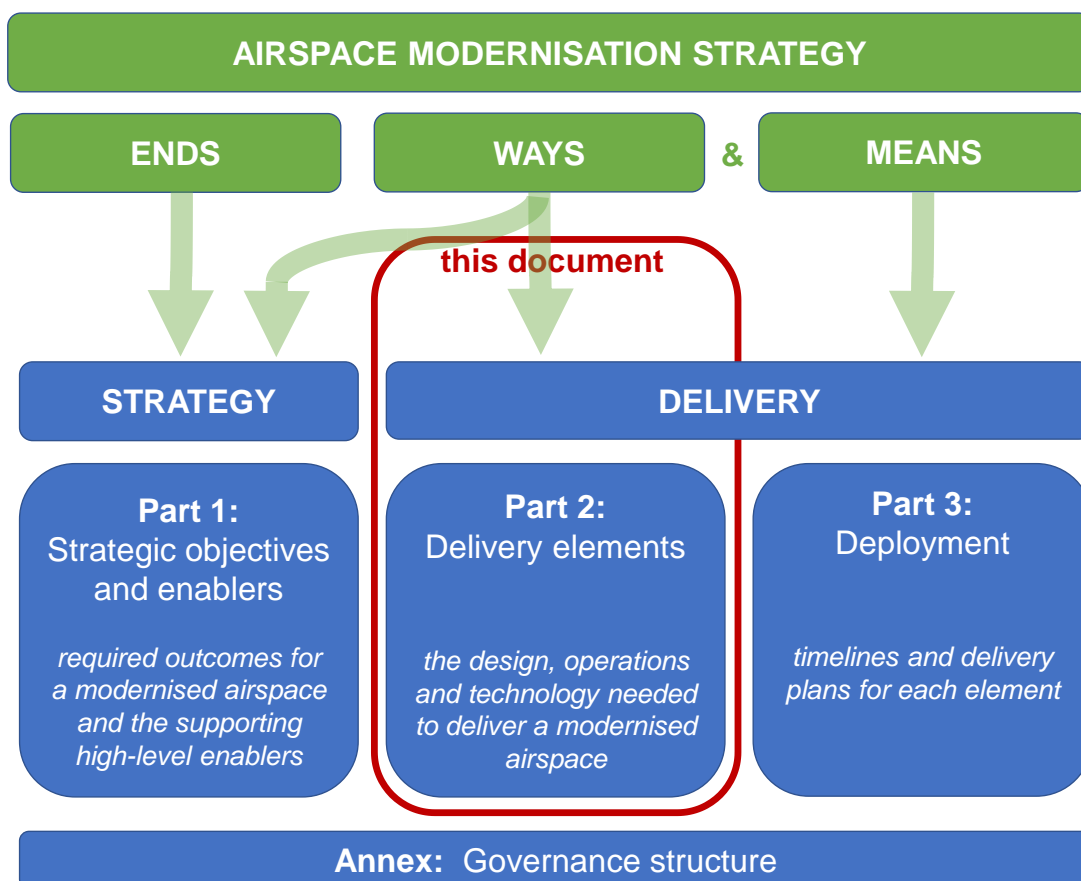 AIRSPACE MODERNISATION STRATEGY
ENDS
WAYS
&
MEANS
this document
STRATEGY
DELIVERY
Part 1:
Strategic objectives
and enablers
required outcomes for
a modernised airspace
and the supporting
high-level enablers
Part 2:
Delivery elements
the design, operations
and technology needed
to deliver a modernised
airspace
Part 3:
Deployment
timelines and delivery
plans for each element
Annex: Governance structure